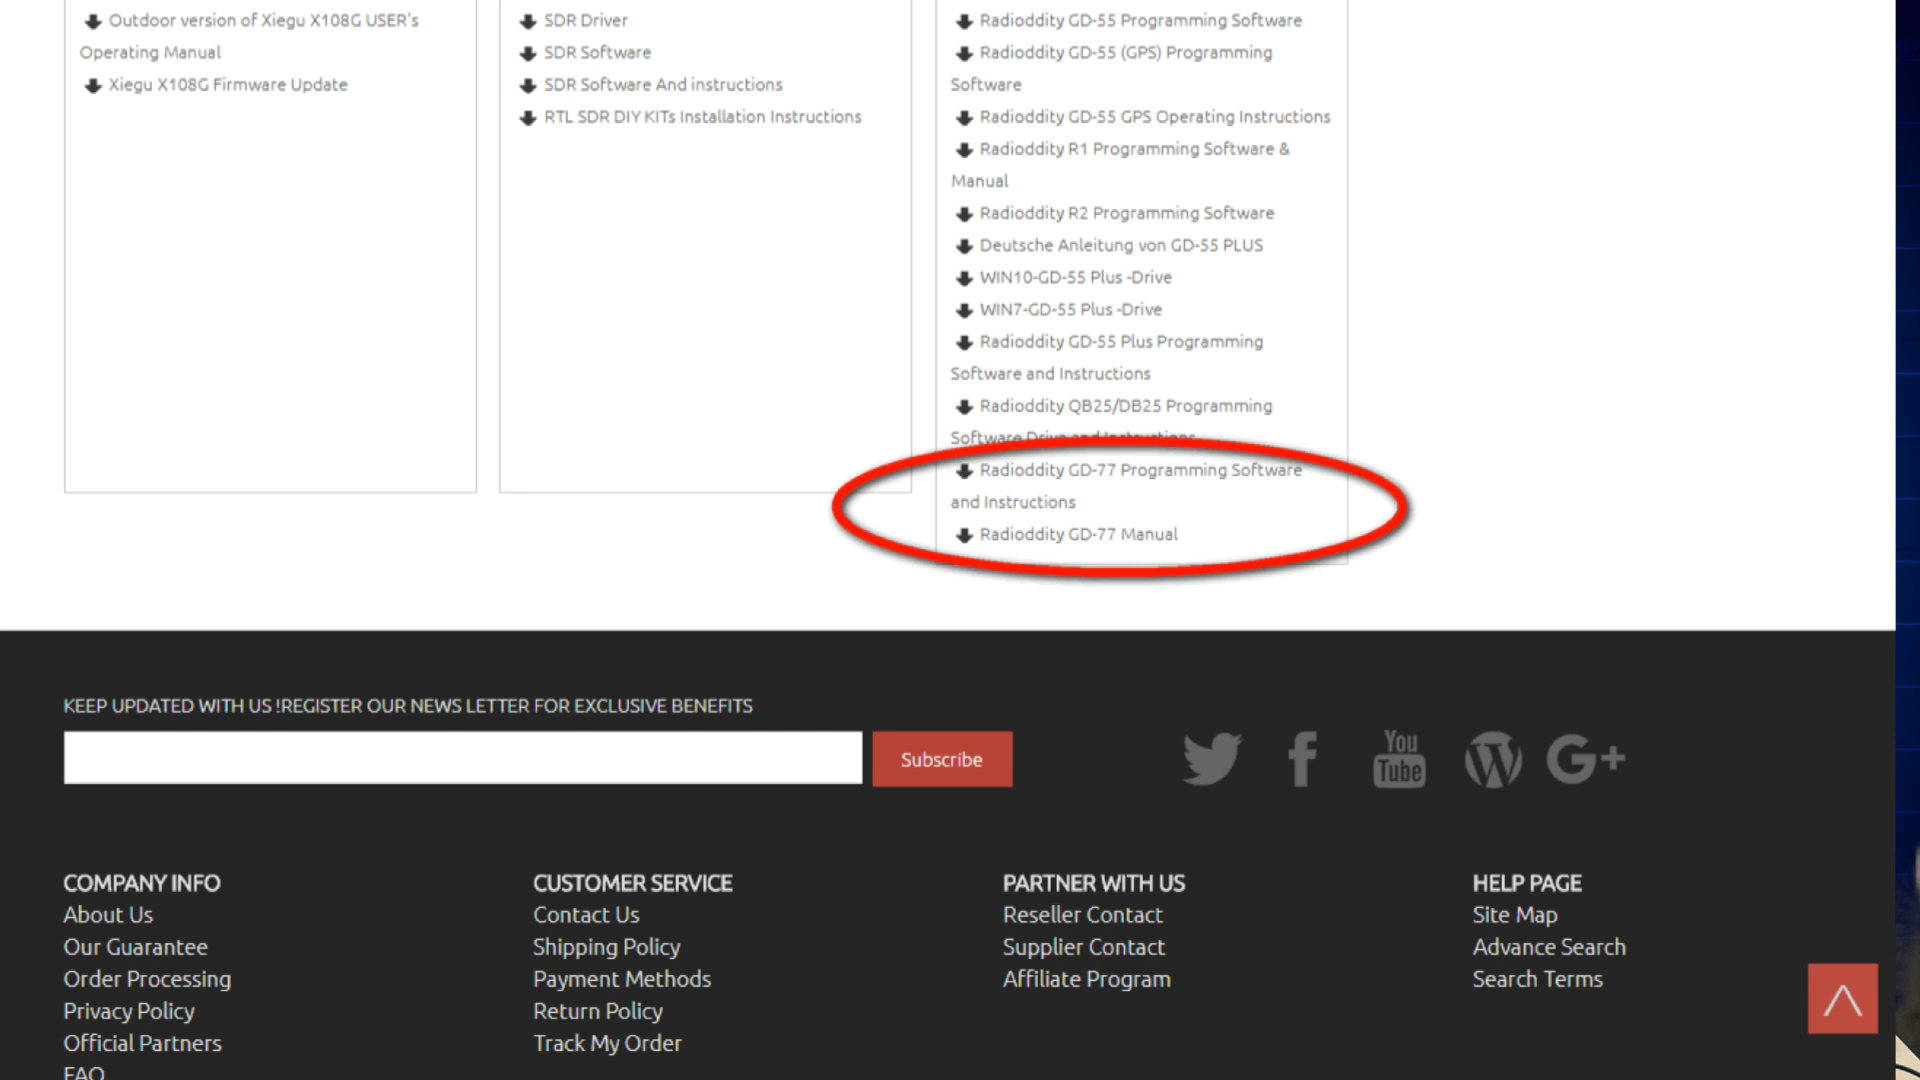 Outdoor version of Xiegu X108G USER's
Operating Manual
Xiegu X108G Firmware Update
SDR Driver
SDR Software
SDR Software And instructions
RTL SDR DIY KITs Installation Instructions
Radioddity GD-55 Programming Software
Radioddity GD-55 (GPS) Programming
Software
Radioddity GD-55 GPS Operating Instructions
Radioddity R1 Programming Software &
Manual
Radioddity R2 Programming Software
Deutsche Anleitung von GD-55 PLUS
WIN10-GD-55 Plus -Drive
WIN7-GD-55 Plus -Drive
Radioddity GD-55 Plus Programming
Software and Instructions
Radioddity QB25/DB25 Programming
Software Drive and Instructions
Radioddity GD-77 Programming Software
and Instructions
Radioddity GD-77 Manual
KEEP UPDATED WITH US !REGISTER OUR NEWS LETTER FOR EXCLUSIVE BENEFITS
Subscribe
You
Tube
G+
COMPANY INFO
About Us
Our Guarantee
Order Processing
Privacy Policy
Official Partners
FAQ
CUSTOMER SERVICE
Contact Us
Shipping Policy
Payment Methods
Return Policy
Track My Order
PARTNER WITH US
Reseller Contact
Supplier Contact
Affiliate Program
HELP PAGE
Site Map
Advance Search
Search Terms